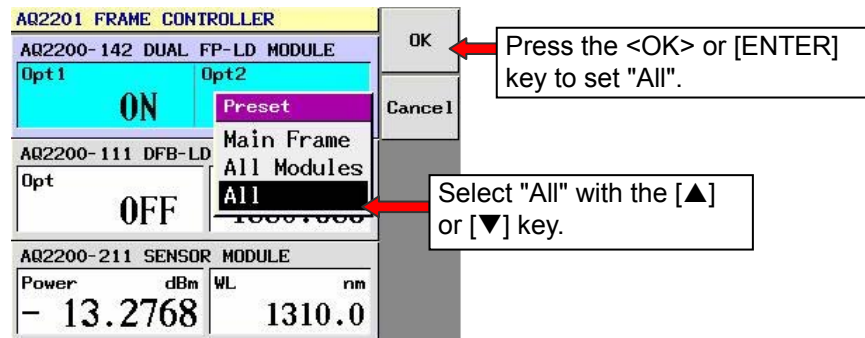 AQ2201 FRAME CONTROLLER
AQ2200-142 DUAL FP-LD MODULE
Opt1 Opt2
ON
Preset
Main Frame
All Modules
All
AQ2200-111 DFB-LD
Opt
OFF
AQ2200-211 SENSOR MODULE
Power dBm WL nm
- 13.2768 1310.0
OK
Cancel
Press the <OK> or [ENTER]
key to set "All".
Select "All" with the [▲]
or [▼] key.